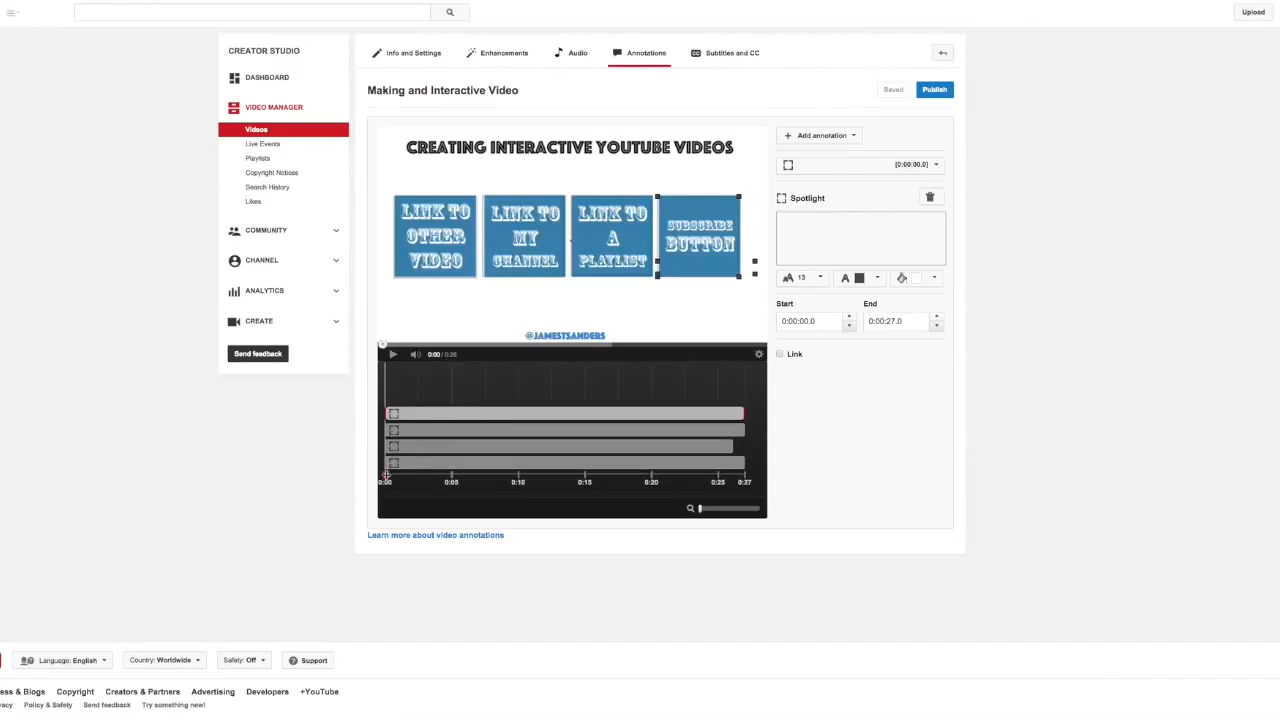 Upload
CREATOR STUDIO
DASHBOARD
VIDEO MANAGER
Videos
Live Events
Playlists
Copyright Notices
Search History
Likes
COMMUNITY
CHANNEL
ANALYTICS
CREATE
Send feedback
Info and Settings
Enhancements
Audio
Annotations
CC Subtitles and CC
Making and Interactive Video
Saved
Publish
CREATING INTERACTIVE YOUTUBE VIDEOS
LINK TO
OTHER
VIDEO
LINK TO
MY
CHANNEL
LINK TO
A
PLAYLIST
SUBSCRIBE
BUTTON
@JAMESTSANDERS
0:00 / 0:26
0:00 0:05 0:10 0:15 0:20 0:25 0:27
+ Add annotation
[0:00:00.0]
Spotlight
AA 13
A
Start End
0:00:00.0 0:00:27.0
Link
Learn more about video annotations
Language: English Country: Worldwide Safety: Off Support
ess & Blogs Copyright Creators & Partners Advertising Developers +YouTube
vacy Policy & Safety Send feedback Try something new!